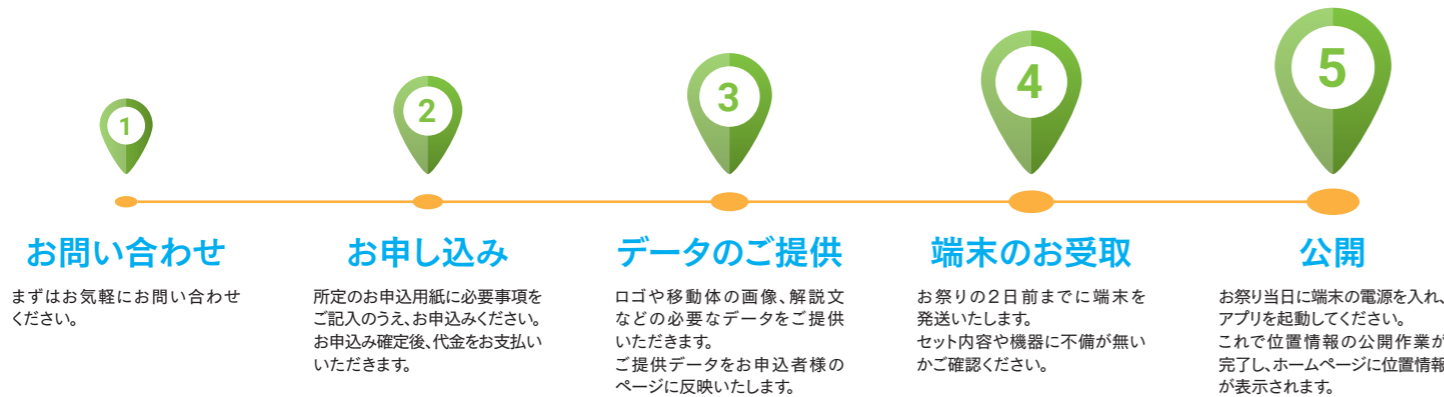 1
お問い合わせ
まずはお気軽にお問い合わせ
ください。
2
お申し込み
所定のお申込用紙に必要事項を
ご記入のうえ、お申込みください。
お申込み確定後、代金をお支払い
いただきます。
3
データのご提供
ロゴや移動体の画像、解説文
などの必要なデータをご提供
いただきます。
ご提供データをお申込者様の
ページに反映いたします。
4
端末のお受取
お祭りの2日前までに端末を
発送いたします。
セット内容や機器に不備が無い
かご確認ください。
5
公開
お祭り当日に端末の電源を入れ、
アプリを起動してください。
これで位置情報の公開作業が
完了し、ホームページに位置情報
が表示されます。